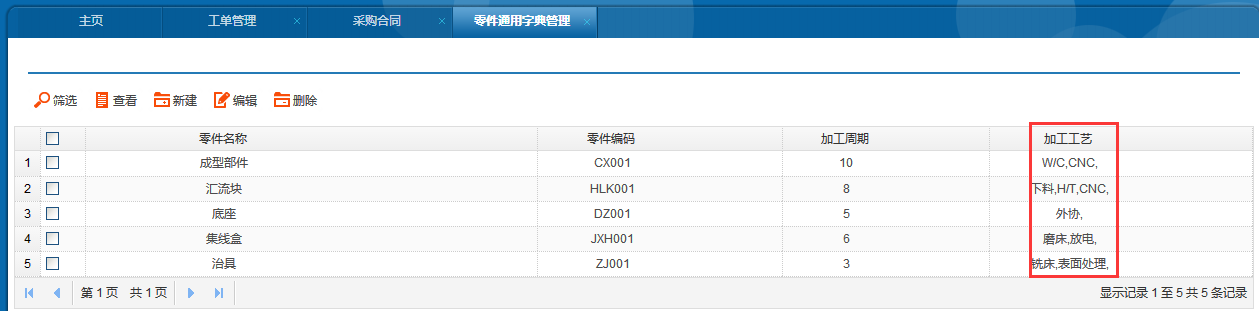 主页 工单管理 × 采购合同 × 零件通用字典管理 ×
筛选 查看 新建 编辑 删除
零件名称 零件编码 加工周期 加工工艺
1 成型部件 CX001 10 W/C,CNC,
2 汇流块 HLK001 8 下料,H/T,CNC,
3 底座 DZ001 5 外协,
4 集线盒 JXH001 6 磨床,放电,
5 治具 ZJ001 3 铣床,表面处理,
第 1 页 共 1 页 显示记录 1 至 5 共 5 条记录